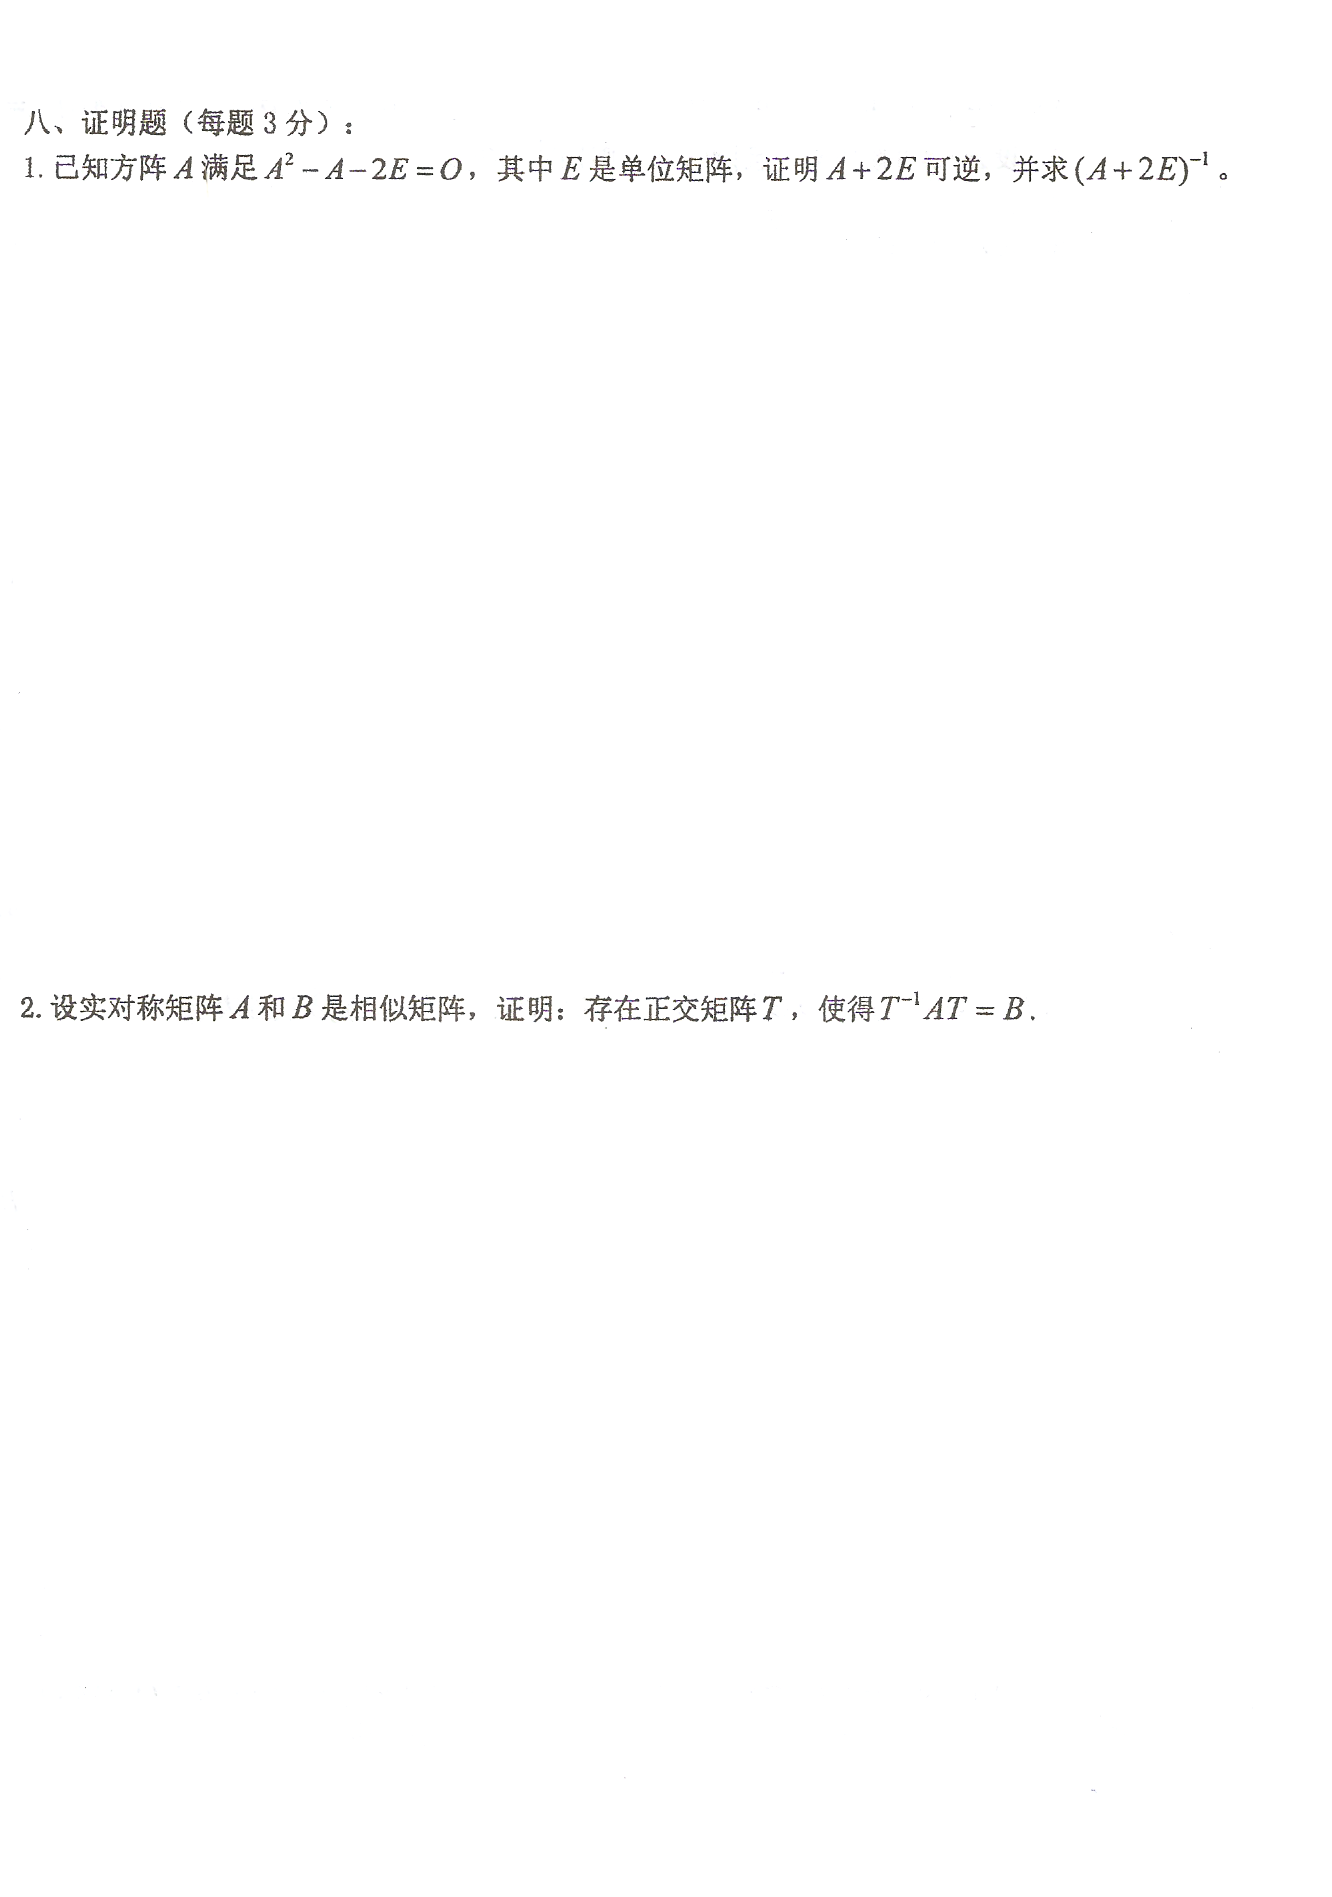 八、证明题（每题 3 分）：
1. 已知方阵 A 满足 A² − A − 2E = O，其中 E 是单位矩阵，证明 A + 2E 可逆，并求 (A + 2E)⁻¹ 。
2. 设实对称矩阵 A 和 B 是相似矩阵，证明：存在正交矩阵 T ，使得 T⁻¹AT = B .